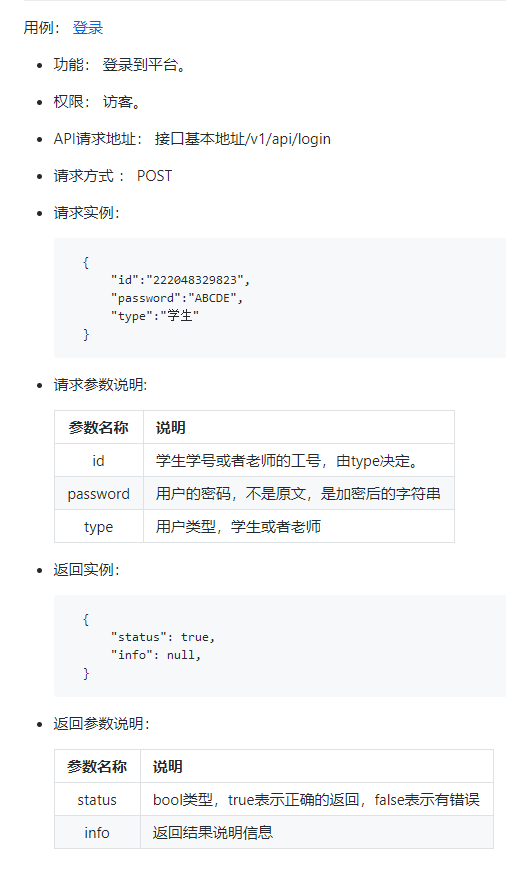 用例： 登录
功能： 登录到平台。
权限： 访客。
API请求地址： 接口基本地址/v1/api/login
请求方式 ： POST
请求实例：
{
"id":"222048329823",
"password":"ABCDE",
"type":"学生"
}
请求参数说明:
参数名称 说明
id 学生学号或者老师的工号，由type决定。
password 用户的密码，不是原文，是加密后的字符串
type 用户类型，学生或者老师
返回实例：
{
"status": true,
"info": null,
}
返回参数说明：
参数名称 说明
status bool类型，true表示正确的返回，false表示有错误
info 返回结果说明信息